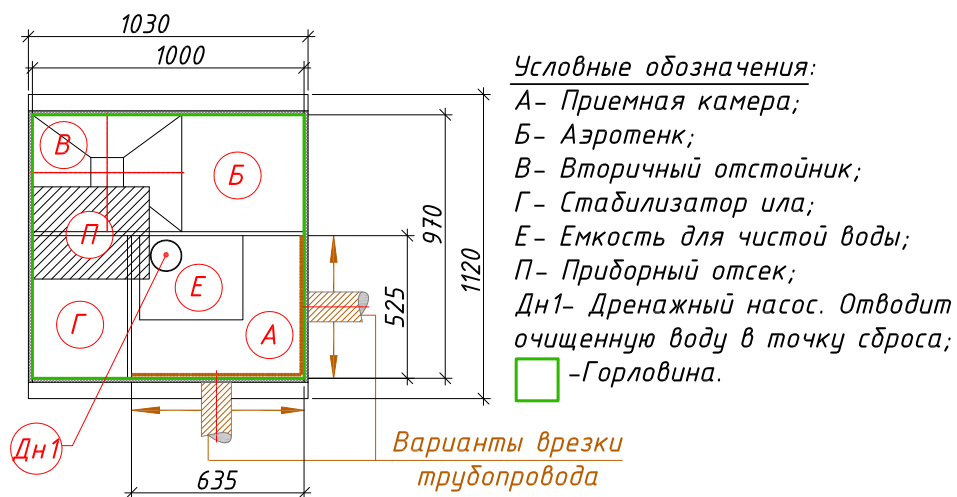 1030
1000
Условные обозначения:
А- Приемная камера;
Б- Аэротенк;
В- Вторичный отстойник;
Г- Стабилизатор ила;
Е- Емкость для чистой воды;
П- Приборный отсек;
Дн1- Дренажный насос. Отводит
очищенную воду в точку сброса;
-Горловина.
В
Б
П
Е
Г
А
970
1120
525
Дн1
Варианты врезки
трубопровода
635